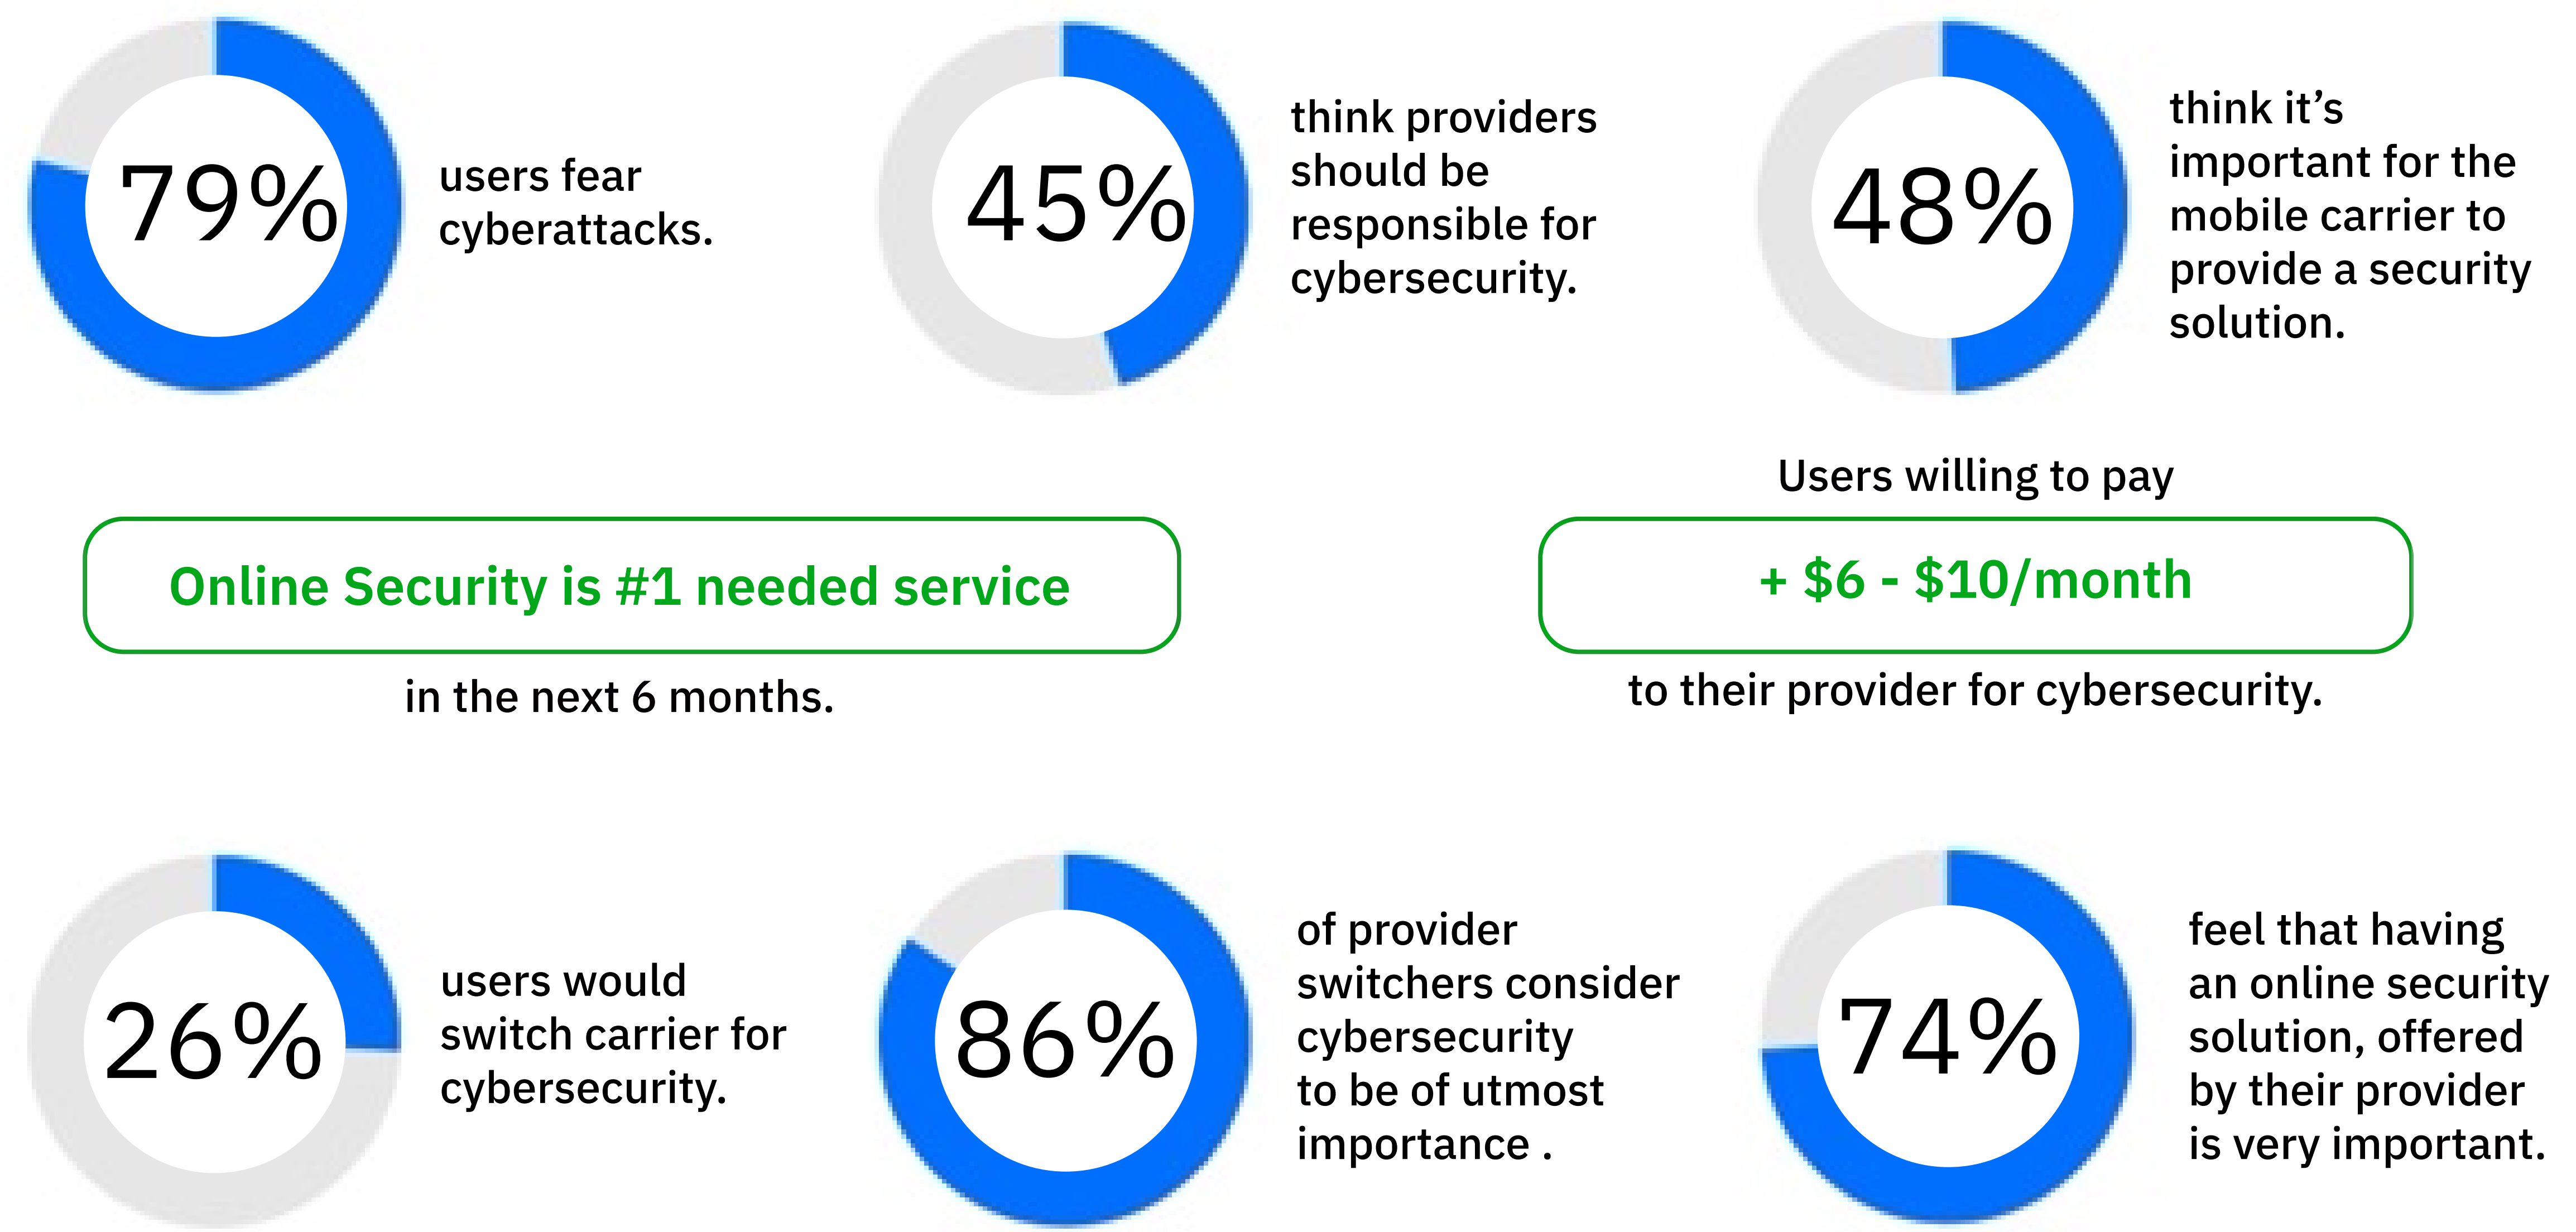 79%
users fear
cyberattacks.
45%
think providers
should be
responsible for
cybersecurity.
48%
think it’s
important for the
mobile carrier to
provide a security
solution.
Online Security is #1 needed service
in the next 6 months.
Users willing to pay
+ $6 - $10/month
to their provider for cybersecurity.
26%
users would
switch carrier for
cybersecurity.
86%
of provider
switchers consider
cybersecurity
to be of utmost
importance .
74%
feel that having
an online security
solution, offered
by their provider
is very important.